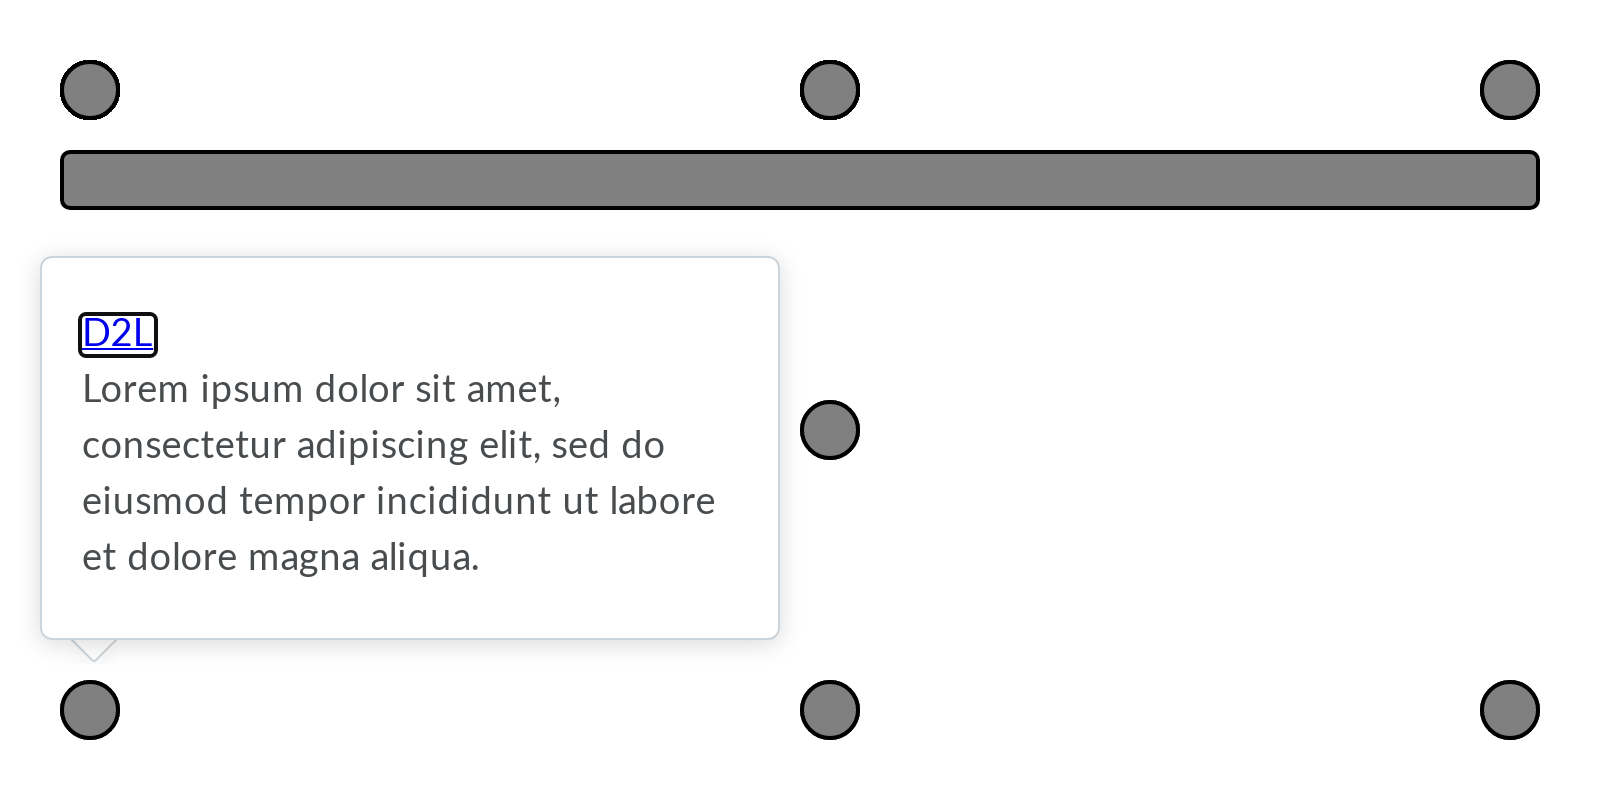 D2L
Lorem ipsum dolor sit amet,
consectetur adipiscing elit, sed do
eiusmod tempor incididunt ut labore
et dolore magna aliqua.